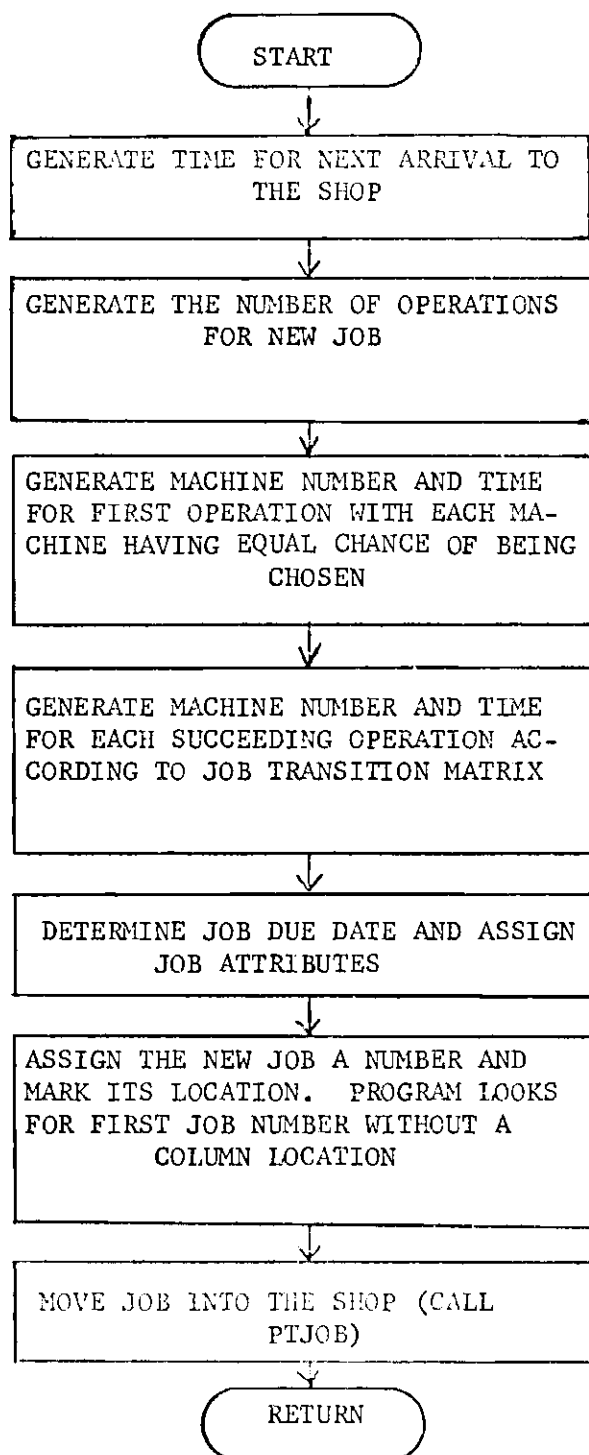 START
GENERATE TIME FOR NEXT ARRIVAL TO
THE SHOP
GENERATE THE NUMBER OF OPERATIONS
FOR NEW JOB
GENERATE MACHINE NUMBER AND TIME
FOR FIRST OPERATION WITH EACH MA-
CHINE HAVING EQUAL CHANCE OF BEING
CHOSEN
GENERATE MACHINE NUMBER AND TIME
FOR EACH SUCCEEDING OPERATION AC-
CORDING TO JOB TRANSITION MATRIX
DETERMINE JOB DUE DATE AND ASSIGN
JOB ATTRIBUTES
ASSIGN THE NEW JOB A NUMBER AND
MARK ITS LOCATION. PROGRAM LOOKS
FOR FIRST JOB NUMBER WITHOUT A
COLUMN LOCATION
MOVE JOB INTO THE SHOP (CALL
PTJOB)
RETURN